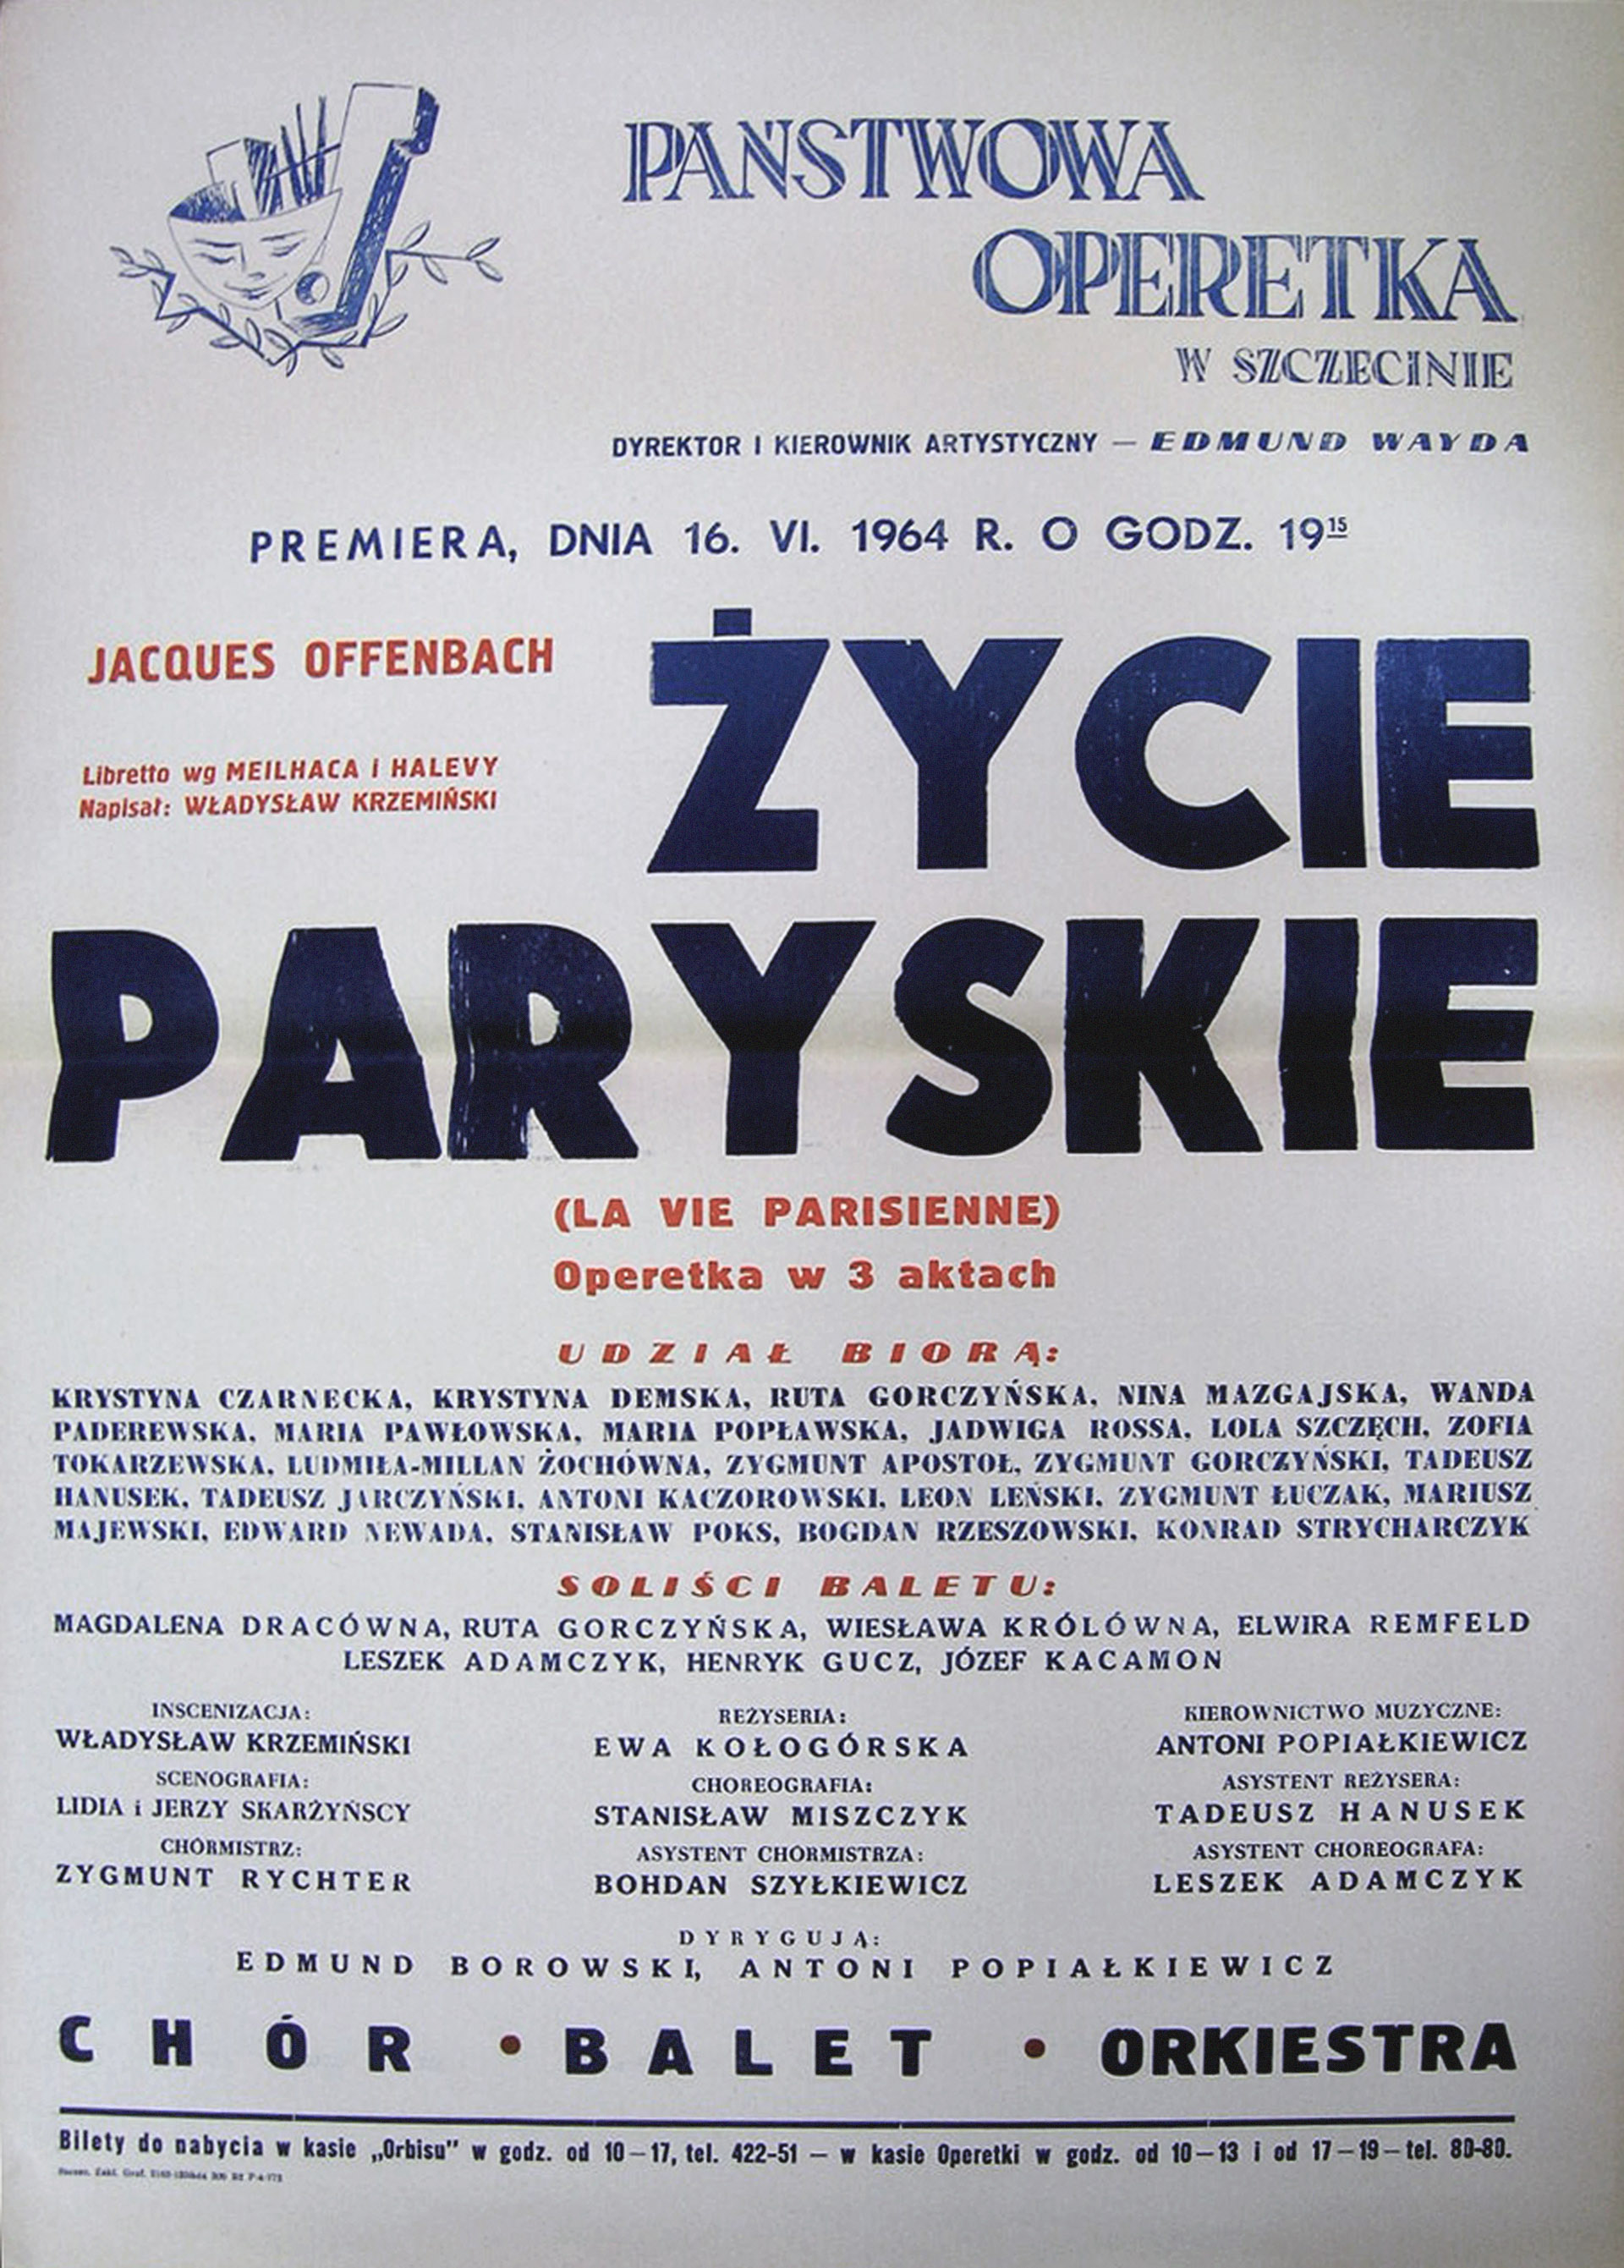 PAŃSTWOWA
OPERETKA
W SZCZECINIE
DYREKTOR I KIEROWNIK ARTYSTYCZNY — EDMUND WAYDA
PREMIERA, DNIA 16. VI. 1964 R. O GODZ. 19¹⁵
JACQUES OFFENBACH
Libretto wg MEILHACA i HALEVY
Napisał: WŁADYSŁAW KRZEMIŃSKI
ŻYCIE
PARYSKIE
(LA VIE PARISIENNE)
Operetka w 3 aktach
UDZIAŁ BIORĄ:
KRYSTYNA CZARNECKA, KRYSTYNA DEMSKA, RUTA GORCZYŃSKA, NINA MAZGAJSKA, WANDA
PADEREWSKA, MARIA PAWŁOWSKA, MARIA POPŁAWSKA, JADWIGA ROSSA, LOLA SZCZĘCH, ZOFIA
TOKARZEWSKA, LUDMIŁA-MILLAN ŻOCHÓWNA, ZYGMUNT APOSTOŁ, ZYGMUNT GORCZYŃSKI, TADEUSZ
HANUSEK, TADEUSZ JARCZYŃSKI, ANTONI KACZOROWSKI, LEON LEŃSKI, ZYGMUNT ŁUCZAK, MARIUSZ
MAJEWSKI, EDWARD NEWADA, STANISŁAW POKS, BOGDAN RZESZOWSKI, KONRAD STRYCHARCZYK
SOLIŚCI BALETU:
MAGDALENA DRACÓWNA, RUTA GORCZYŃSKA, WIESŁAWA KRÓLÓWNA, ELWIRA REMFELD
LESZEK ADAMCZYK, HENRYK GUCZ, JÓZEF KACAMON
INSCENIZACJA:
WŁADYSŁAW KRZEMIŃSKI
REŻYSERIA:
EWA KOŁOGÓRSKA
KIEROWNICTWO MUZYCZNE:
ANTONI POPIAŁKIEWICZ
SCENOGRAFIA:
LIDIA i JERZY SKARŻYŃSCY
CHOREOGRAFIA:
STANISŁAW MISZCZYK
ASYSTENT REŻYSERA:
TADEUSZ HANUSEK
CHÓRMISTRZ:
ZYGMUNT RYCHTER
ASYSTENT CHÓRMISTRZA:
BOHDAN SZYŁKIEWICZ
ASYSTENT CHOREOGRAFA:
LESZEK ADAMCZYK
DYRYGUJĄ:
EDMUND BOROWSKI, ANTONI POPIAŁKIEWICZ
CHÓR • BALET • ORKIESTRA
Bilety do nabycia w kasie „Orbisu" w godz. od 10—17, tel. 422-51 — w kasie Operetki w godz. od 10—13 i od 17—19—tel. 80-80.
Zakł. Graf.